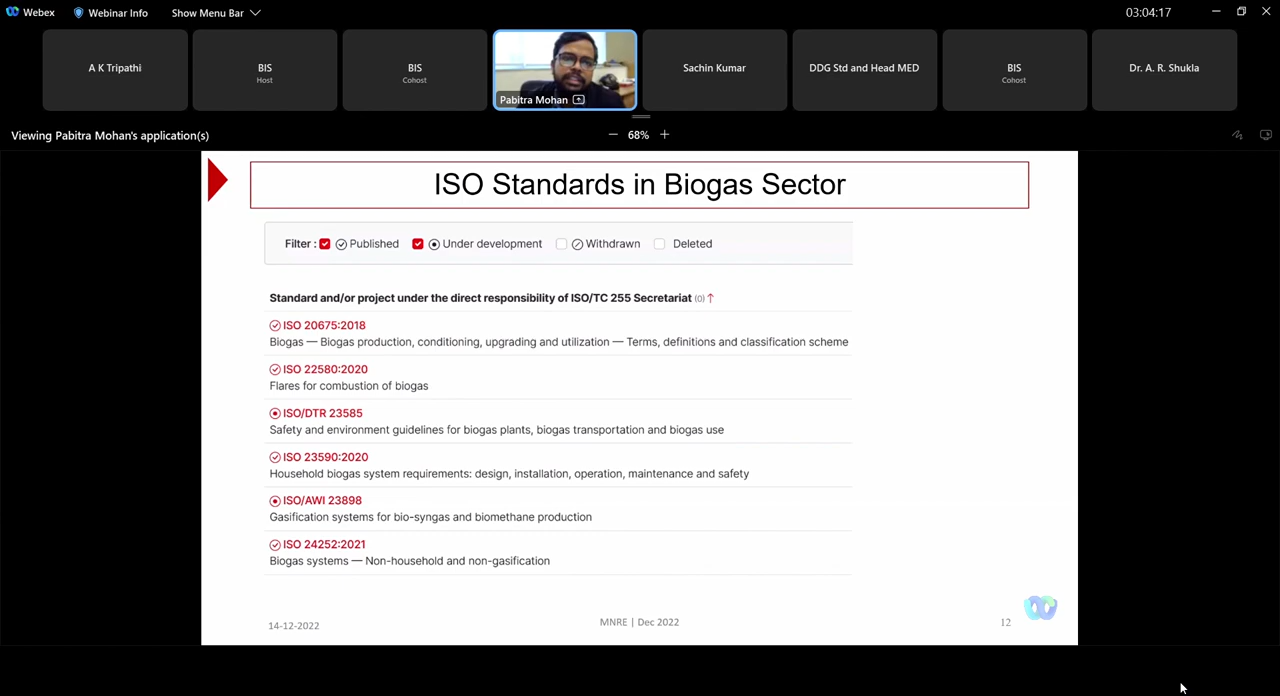 Webex
Webinar Info
Show Menu Bar
03:04:17
A K Tripathi
BIS
Host
BIS
Cohost
Pabitra Mohan
Sachin Kumar
DDG Std and Head MED
BIS
Cohost
Dr. A. R. Shukla
Viewing Pabitra Mohan's application(s)
68%
ISO Standards in Biogas Sector
Filter : Published Under development Withdrawn Deleted
Standard and/or project under the direct responsibility of ISO/TC 255 Secretariat (0) ↑
ISO 20675:2018
Biogas — Biogas production, conditioning, upgrading and utilization — Terms, definitions and classification scheme
ISO 22580:2020
Flares for combustion of biogas
ISO/DTR 23585
Safety and environment guidelines for biogas plants, biogas transportation and biogas use
ISO 23590:2020
Household biogas system requirements: design, installation, operation, maintenance and safety
ISO/AWI 23898
Gasification systems for bio-syngas and biomethane production
ISO 24252:2021
Biogas systems — Non-household and non-gasification
14-12-2022
MNRE | Dec 2022
12